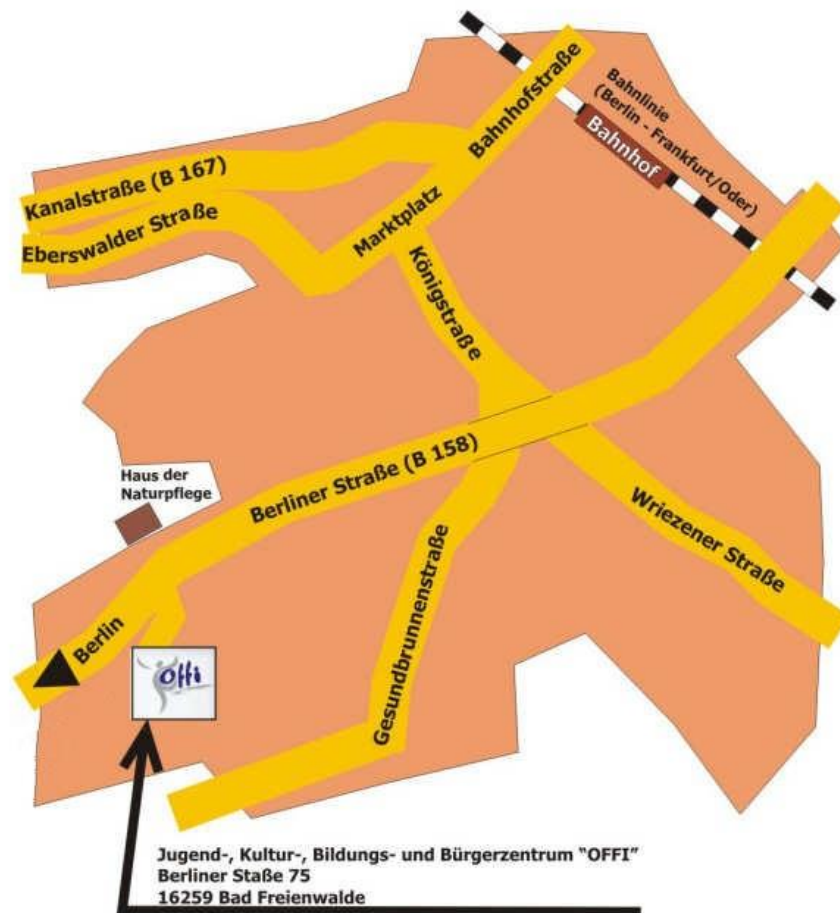 Bahnhofstraße
Bahnlinie
(Berlin - Frankfurt/Oder)
Bahnhof
Kanalstraße (B 167)
Marktplatz
Eberswalder Straße
Königstraße
Berliner Straße (B 158)
Haus der
Naturpflege
Wriezener Straße
Gesundbrunnenstraße
Berlin
Offi
Jugend-, Kultur-, Bildungs- und Bürgerzentrum "OFFI"
Berliner Staße 75
16259 Bad Freienwalde